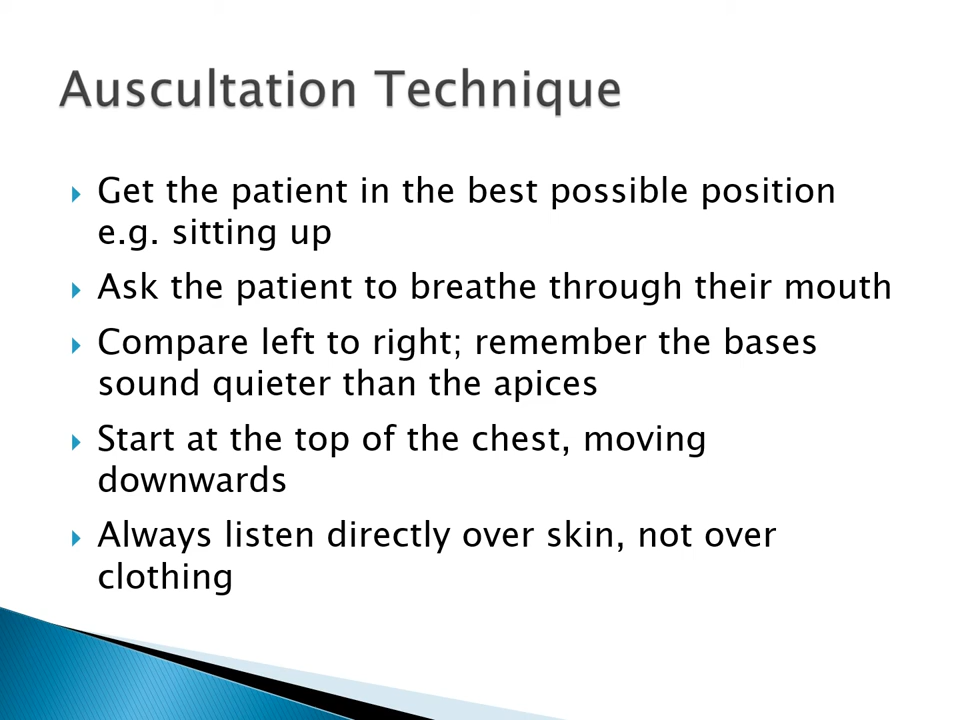 Auscultation Technique
Get the patient in the best possible position
e.g. sitting up
Ask the patient to breathe through their mouth
Compare left to right; remember the bases
sound quieter than the apices
Start at the top of the chest, moving
downwards
Always listen directly over skin, not over
clothing